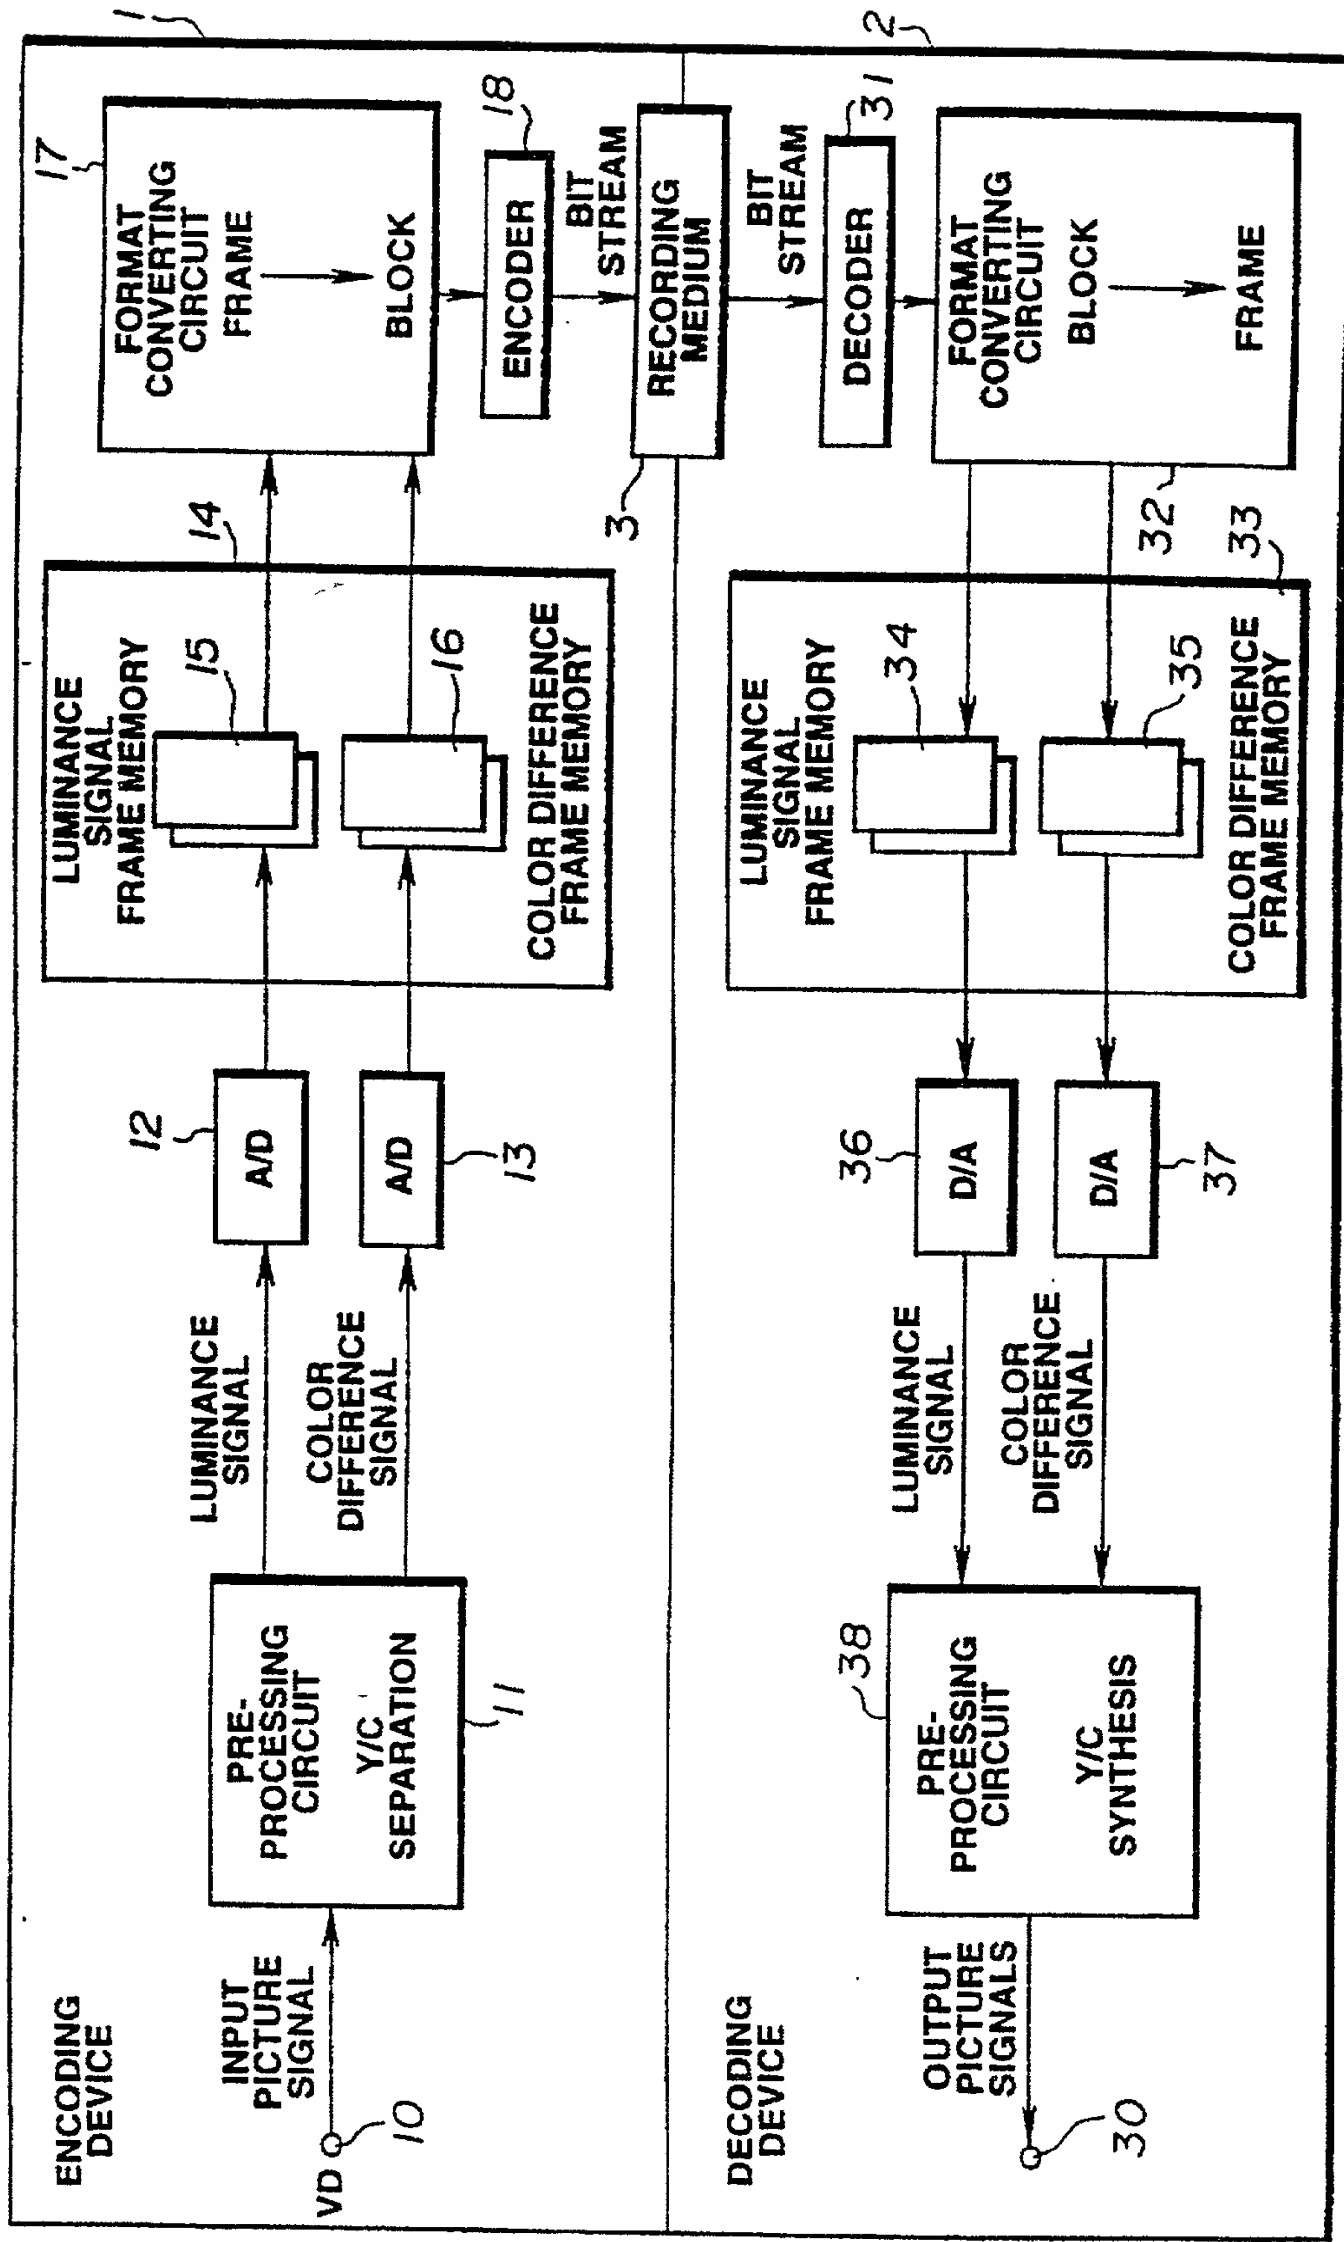 1
ENCODING
DEVICE
VD
10
INPUT
PICTURE
SIGNAL
PRE-
PROCESSING
CIRCUIT
Y/C
SEPARATION
11
LUMINANCE
SIGNAL
COLOR
DIFFERENCE
SIGNAL
12
A/D
A/D
13
14
LUMINANCE
SIGNAL
FRAME MEMORY
15
16
COLOR DIFFERENCE
FRAME MEMORY
17
FORMAT
CONVERTING
CIRCUIT
FRAME
BLOCK
18
ENCODER
BIT
STREAM
3
RECORDING
MEDIUM
2
DECODING
DEVICE
BIT
STREAM
31
DECODER
FORMAT
CONVERTING
CIRCUIT
BLOCK
FRAME
32
33
LUMINANCE
SIGNAL
FRAME MEMORY
34
35
COLOR DIFFERENCE
FRAME MEMORY
36
D/A
D/A
37
LUMINANCE
SIGNAL
COLOR
DIFFERENCE
SIGNAL
38
PRE-
PROCESSING
CIRCUIT
Y/C
SYNTHESIS
OUTPUT
PICTURE
SIGNALS
30